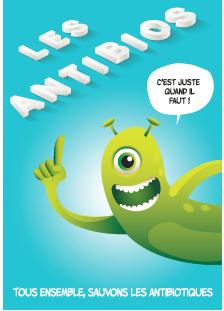 LES
ANTIBIOS
C'EST JUSTE
QUAND IL
FAUT !
TOUS ENSEMBLE, SAUVONS LES ANTIBIOTIQUES